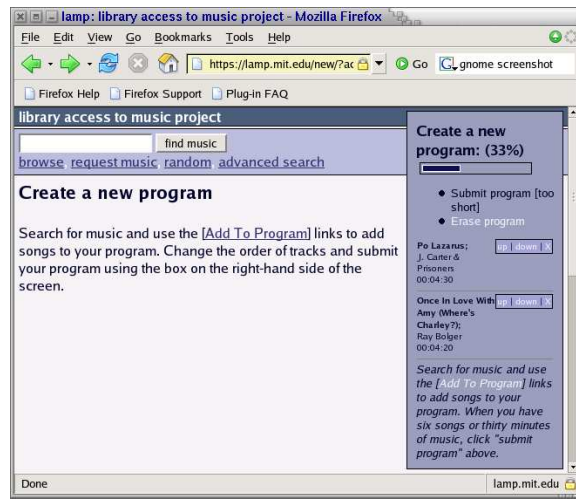 lamp: library access to music project - Mozilla Firefox
File Edit View Go Bookmarks Tools Help
https://lamp.mit.edu/new/?ac Go gnome screenshot
Firefox Help Firefox Support Plug-in FAQ
library access to music project
find music
browse, request music, random, advanced search
Create a new program
Search for music and use the [Add To Program] links to add
songs to your program. Change the order of tracks and submit
your program using the box on the right-hand side of the
screen.
Create a new
program: (33%)
Submit program [too
short]
Erase program
Po Lazarus;
up | down | X
J. Carter &
Prisoners
00:04:30
Once In Love With
up | down | X
Amy (Where's
Charley?);
Ray Bolger
00:04:20
Search for music and use
the [Add To Program] links
to add songs to your
program. When you have
six songs or thirty minutes
of music, click "submit
program" above.
Done
lamp.mit.edu